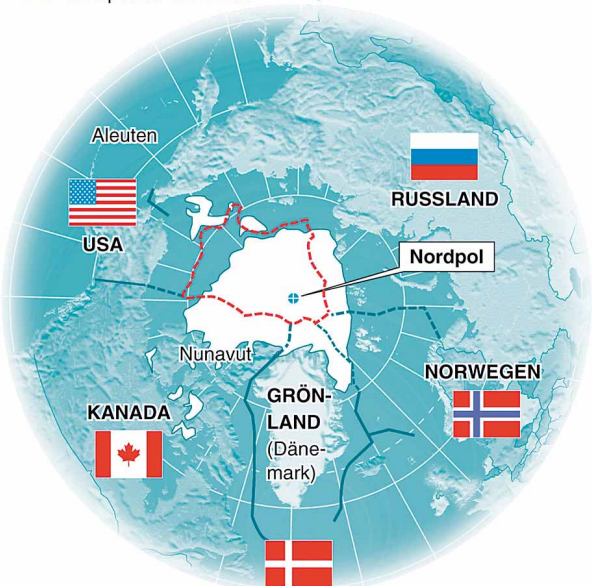 Aleuten
USA
RUSSLAND
Nordpol
Nunavut
NORWEGEN
KANADA
GRÖN-
LAND
(Däne-
mark)